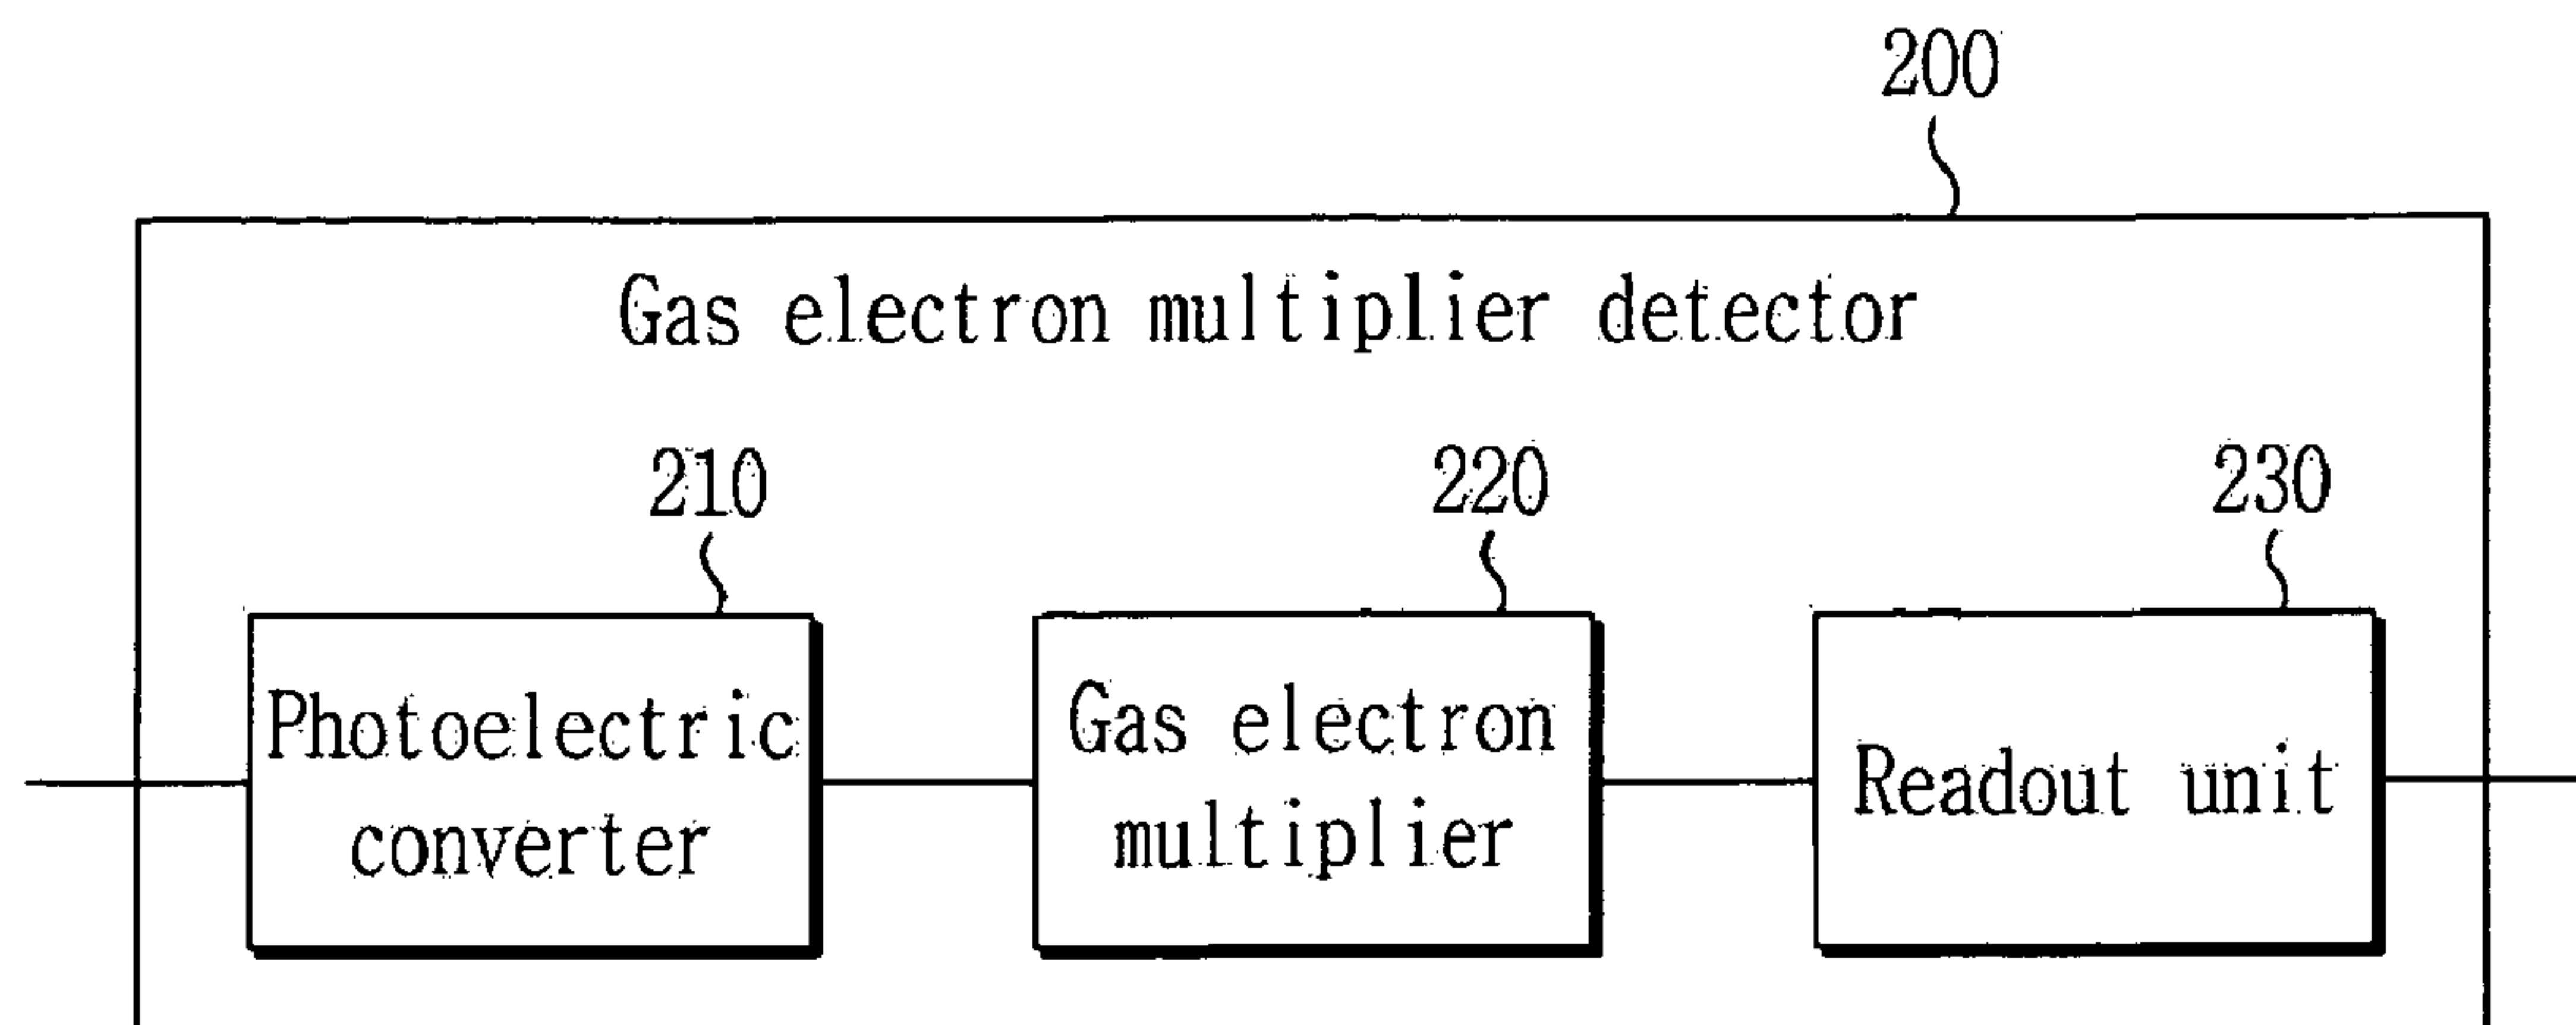 200
Gas electron multiplier detector
210
220
230
Photoelectric
converter
Gas electron
multiplier
Readout unit